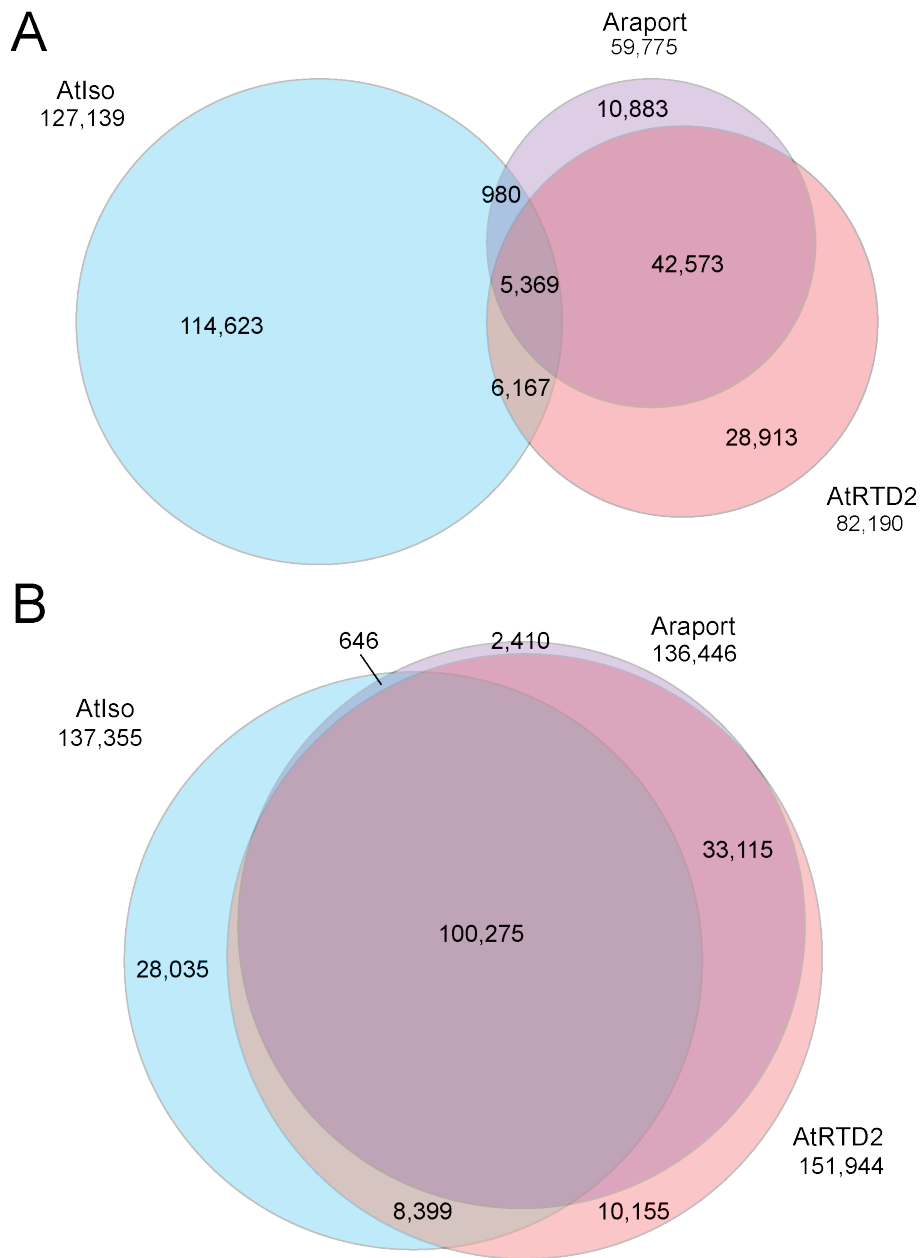 A
Araport
59,775
AtIso
127,139
10,883
980
42,573
5,369
114,623
6,167
28,913
AtRTD2
82,190
B
646
2,410
Araport
136,446
AtIso
137,355
33,115
100,275
28,035
AtRTD2
151,944
8,399
10,155